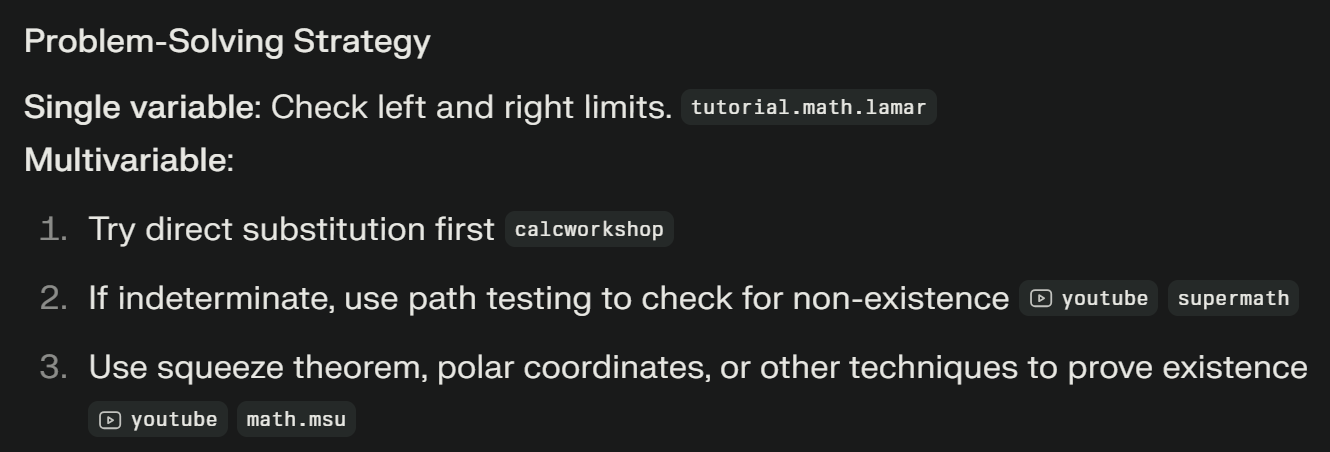 Problem-Solving Strategy
Single variable: Check left and right limits. tutorial.math.lamar
Multivariable:
1. Try direct substitution first calcworkshop
2. If indeterminate, use path testing to check for non-existence youtube supermath
3. Use squeeze theorem, polar coordinates, or other techniques to prove existence
youtube math.msu